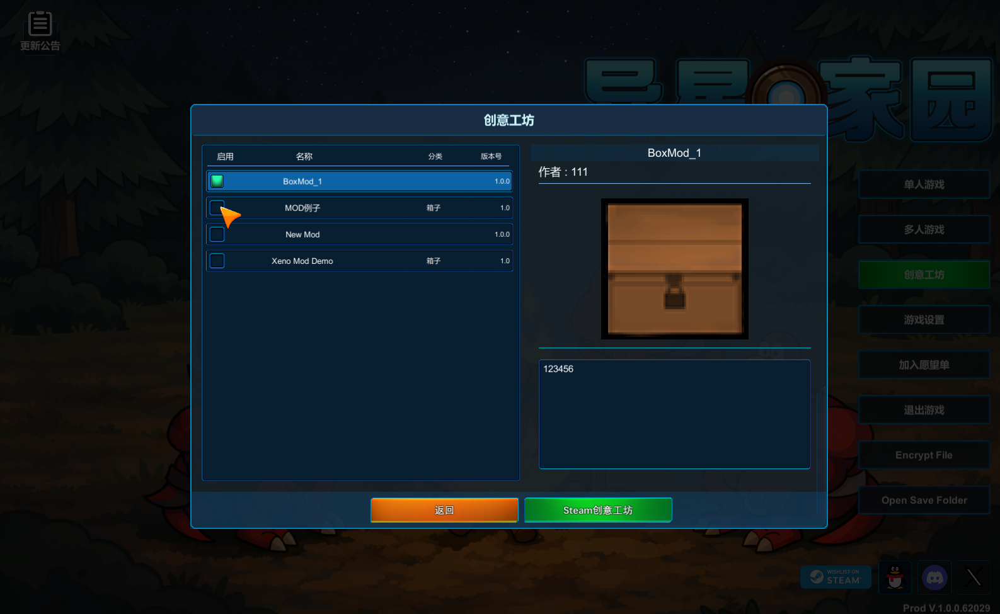 更新公告
异星家园
创意工坊
启用 名称 分类 版本号
BoxMod_1 1.0.0
MOD例子 箱子 1.0
New Mod 1.0.0
Xeno Mod Demo 箱子 1.0
BoxMod_1
作者 : 111
123456
返回
Steam创意工坊
单人游戏
多人游戏
创意工坊
游戏设置
加入愿望单
退出游戏
Encrypt File
Open Save Folder
WISHLIST ON
STEAM
Prod V.1.0.0.62029